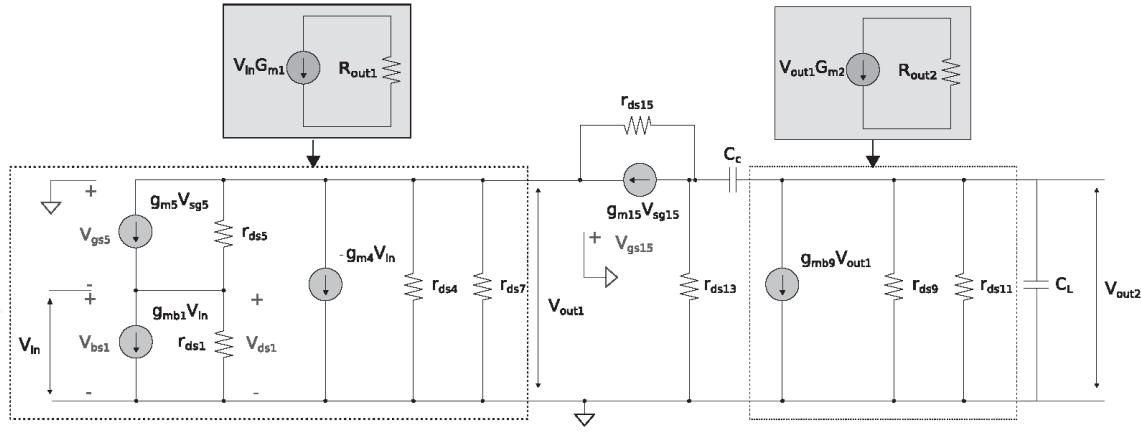 V_In G_m1
R_out1
V_out1 G_m2
R_out2
r_ds15
C_c
g_m15 V_sg15
+
V_gs15
+
g_m5 V_sg5
V_gs5
r_ds5
-
-g_m4 V_In
r_ds4
r_ds7
V_out1
r_ds13
g_mb9 V_out1
r_ds9
r_ds11
C_L
V_out2
+
g_mb1 V_In
+
V_In
V_bs1
r_ds1
V_ds1
-
-
-